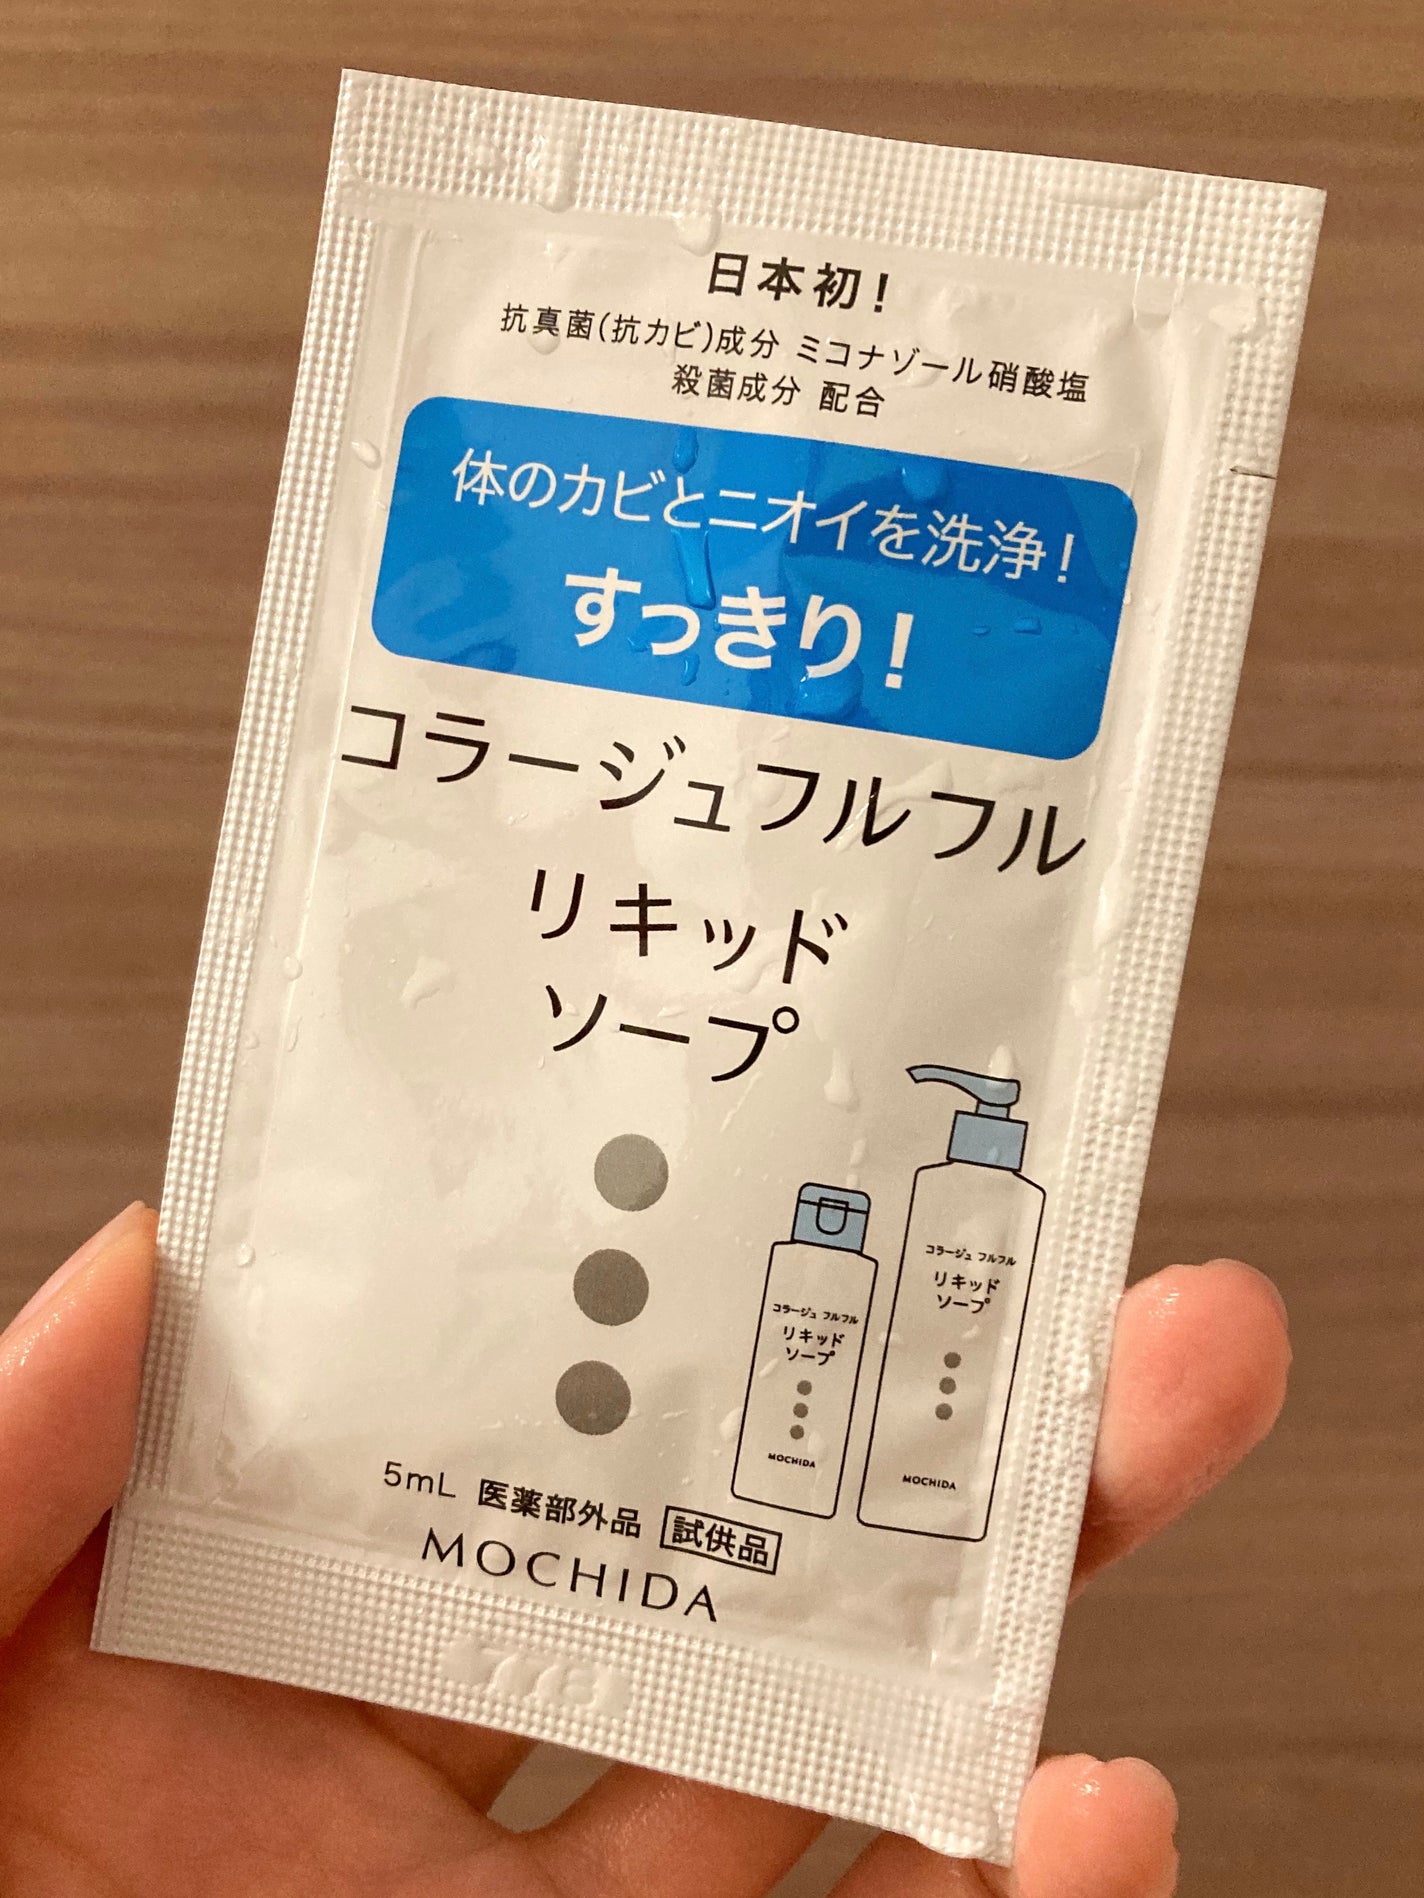 日本初!
抗真菌(抗カビ)成分 ミコナゾール硝酸塩
殺菌成分 配合
体のカビとニオイを洗浄!
すっきり!
コラージュフルフル
リキッド
ソープ
コラージュ フルフル
リキッド
ソープ
MOCHIDA
コラージュ フルフル
リキッド
ソープ
MOCHIDA
5mL 医薬部外品 試供品
MOCHIDA